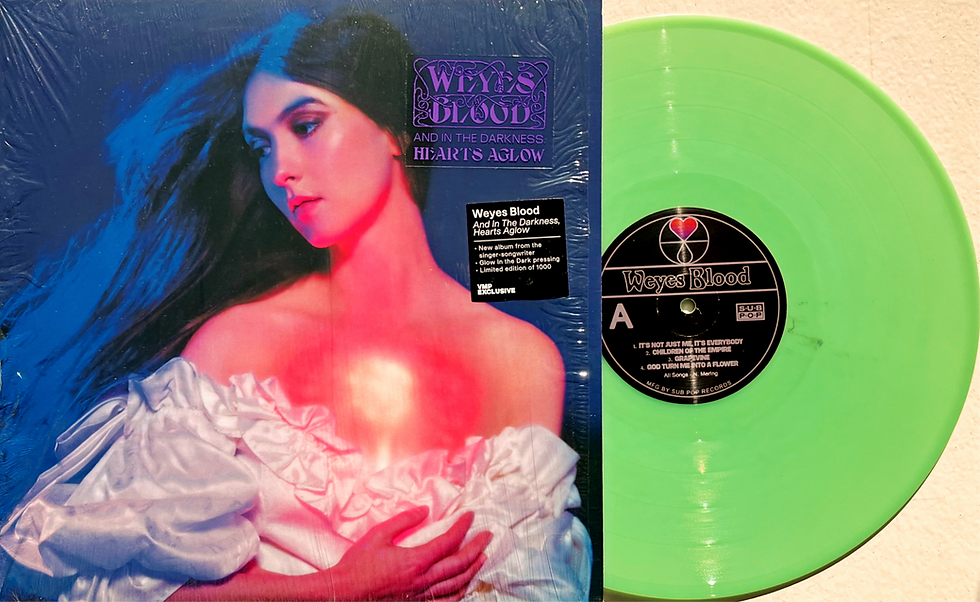 WEYES
BLOOD
AND IN THE DARKNESS,
HEARTS AGLOW
Weyes Blood
And In The Darkness,
Hearts Aglow
• New album from the
singer-songwriter
• Glow In the Dark pressing
• Limited edition of 1000
VMP
EXCLUSIVE
Weyes Blood
A
SUB
POP
1. IT'S NOT JUST ME, IT'S EVERYBODY
2. CHILDREN OF THE EMPIRE
3. GRAPEVINE
4. GOD TURN ME INTO A FLOWER
All Songs - N. Mering
MFG BY SUB POP RECORDS